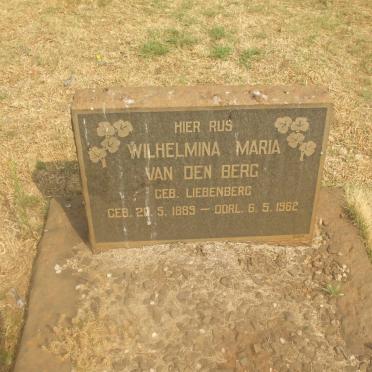 HIER RUS
WILHELMINA MARIA
VAN DEN BERG
GEB. LIEBENBERG
GEB. 20. 5. 1889 — OORL. 6. 5. 1962